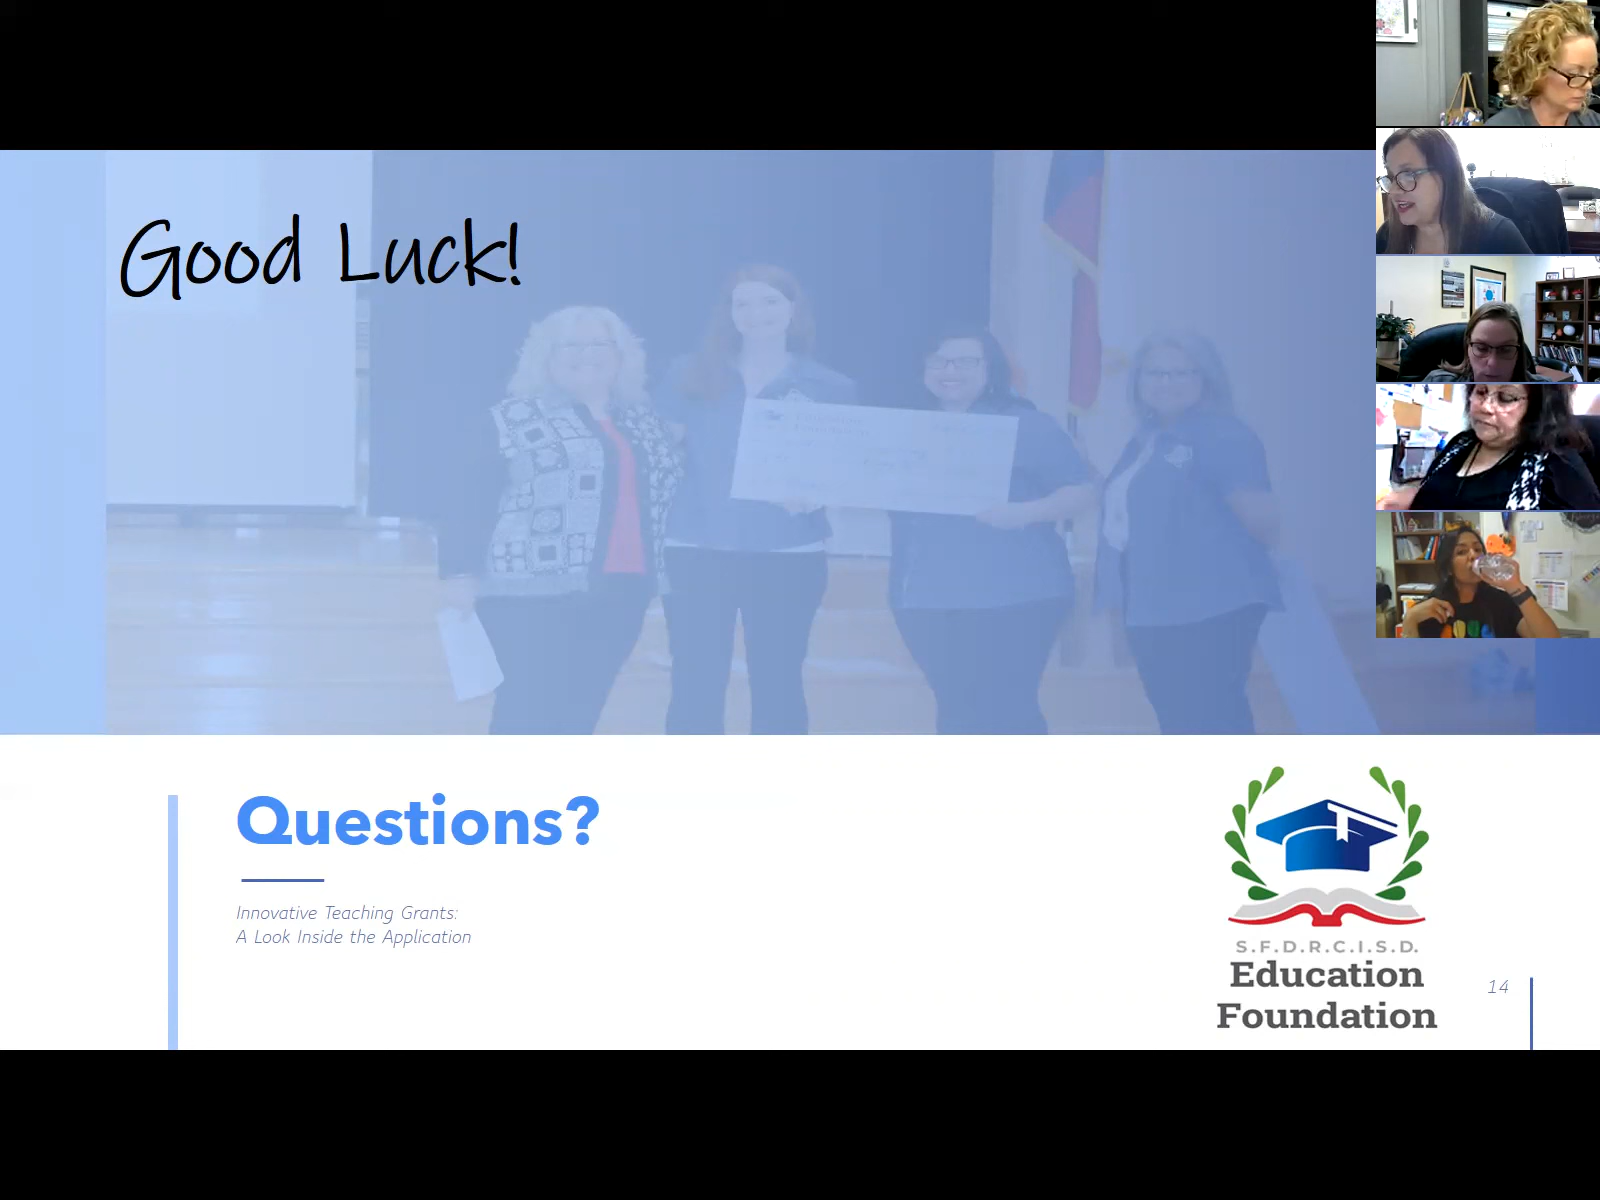 Good Luck!
Questions?
Innovative Teaching Grants:
A Look Inside the Application
S.F.D.R.C.I.S.D.
Education
Foundation
14